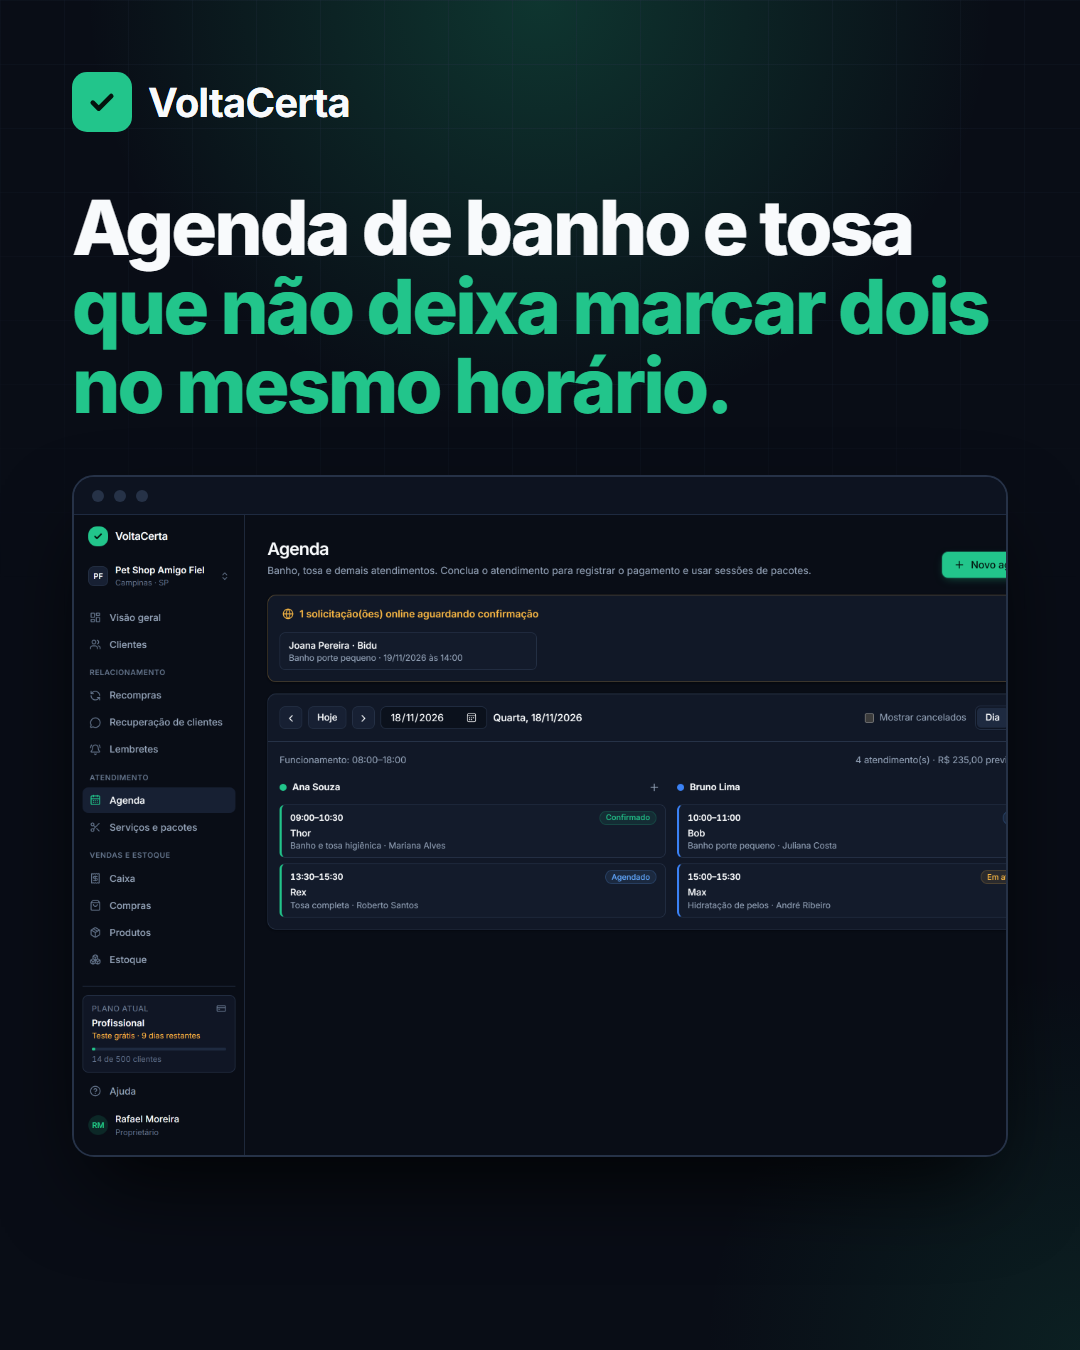 VoltaCerta
Agenda de banho e tosa
que não deixa marcar dois
no mesmo horário.
VoltaCerta
PF
Pet Shop Amigo Fiel
Campinas · SP
Visão geral
Clientes
RELACIONAMENTO
Recompras
Recuperação de clientes
Lembretes
ATENDIMENTO
Agenda
Serviços e pacotes
VENDAS E ESTOQUE
Caixa
Compras
Produtos
Estoque
PLANO ATUAL
Profissional
Teste grátis · 9 dias restantes
14 de 500 clientes
Ajuda
RM
Rafael Moreira
Proprietário
Agenda
Banho, tosa e demais atendimentos. Conclua o atendimento para registrar o pagamento e usar sessões de pacotes.
+ Novo
1 solicitação(ões) online aguardando confirmação
Joana Pereira · Bidu
Banho porte pequeno · 19/11/2026 às 14:00
Hoje
18/11/2026
Quarta, 18/11/2026
Mostrar cancelados
Dia
Funcionamento: 08:00–18:00
4 atendimento(s) · R$ 235,00
Ana Souza
+
09:00–10:30
Confirmado
Thor
Banho e tosa higiênica · Mariana Alves
13:30–15:30
Agendado
Rex
Tosa completa · Roberto Santos
Bruno Lima
10:00–11:00
Bob
Banho porte pequeno · Juliana Costa
15:00–15:30
Em
Max
Hidratação de pelos · André Ribeiro